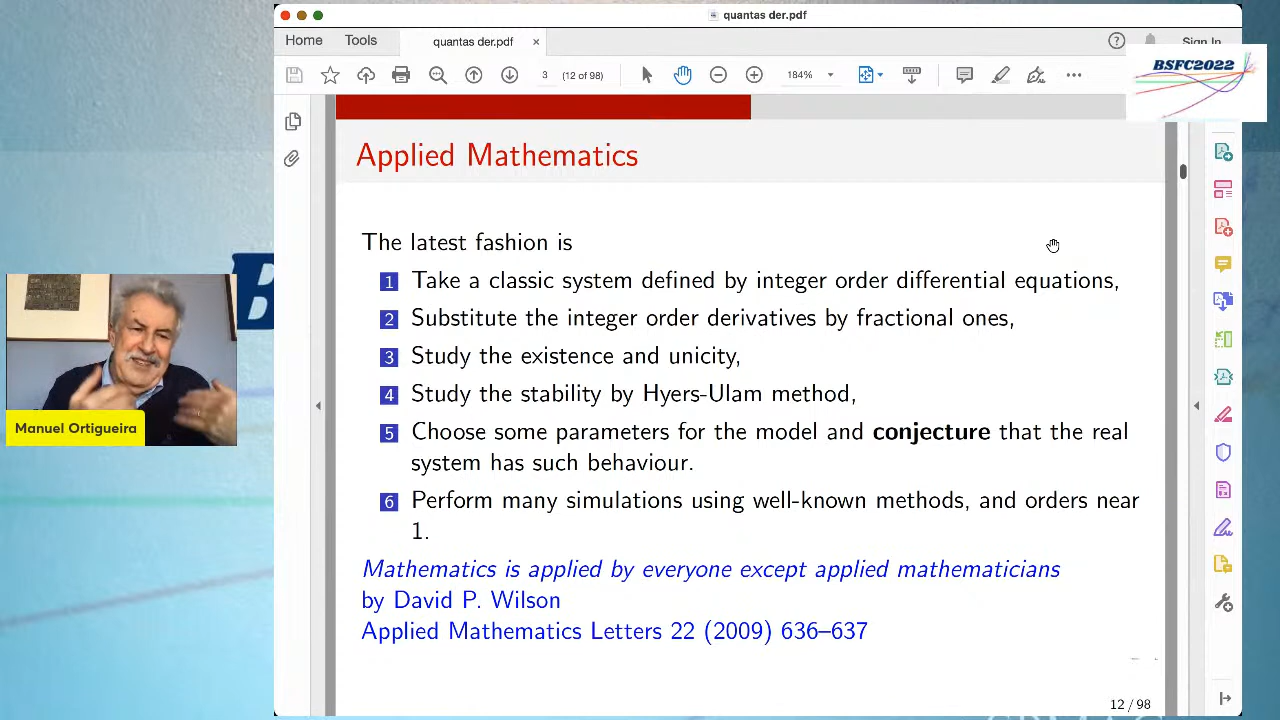 quantas der.pdf
Home
Tools
quantas der.pdf
Sign In
(12 of 98)
184%
BSFC2022
Applied Mathematics
The latest fashion is
1 Take a classic system defined by integer order differential equations,
2 Substitute the integer order derivatives by fractional ones,
3 Study the existence and unicity,
4 Study the stability by Hyers-Ulam method,
5 Choose some parameters for the model and conjecture that the real
system has such behaviour.
6 Perform many simulations using well-known methods, and orders near
1.
Mathematics is applied by everyone except applied mathematicians
by David P. Wilson
Applied Mathematics Letters 22 (2009) 636–637
12 / 98
Manuel Ortigueira